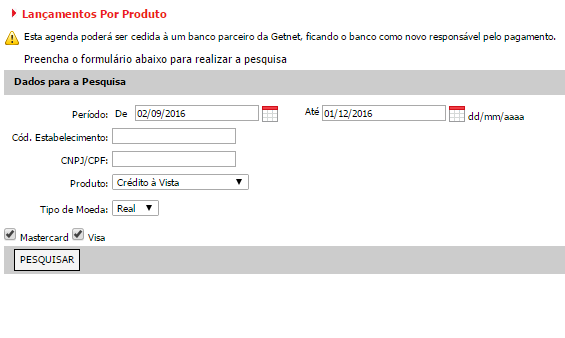 Lançamentos Por Produto
Esta agenda poderá ser cedida à um banco parceiro da Getnet, ficando o banco como novo responsável pelo pagamento.
Preencha o formulário abaixo para realizar a pesquisa
Dados para a Pesquisa
Período: De 02/09/2016 Até 01/12/2016 dd/mm/aaaa
Cód. Estabelecimento:
CNPJ/CPF:
Produto: Crédito à Vista
Tipo de Moeda: Real
Mastercard Visa
PESQUISAR